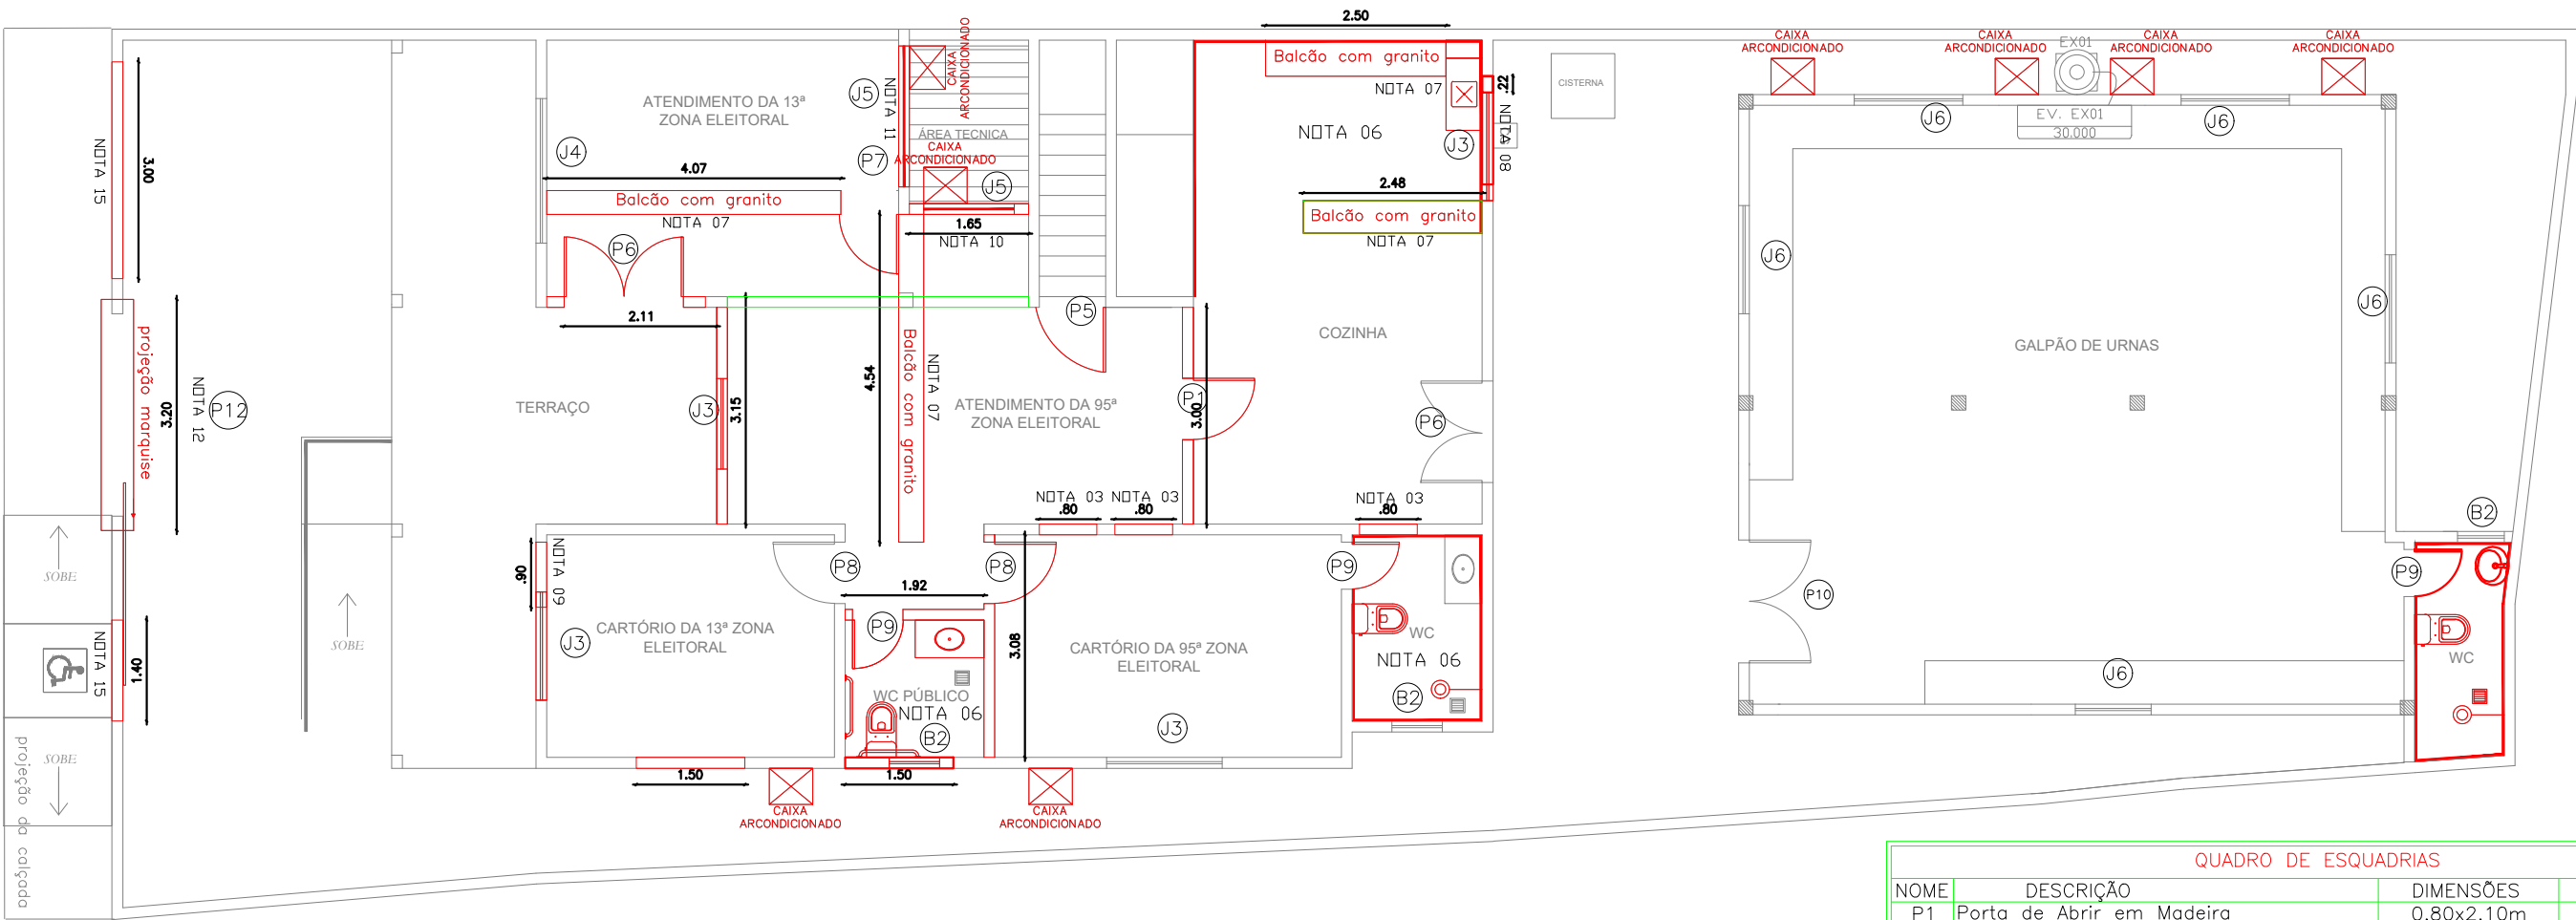 2.50
CAIXA
ARCONDICIONADO
CAIXA
ARCONDICIONADO
CAIXA
ARCONDICIONADO
CAIXA
ARCONDICIONADO
CAIXA
ARCONDICIONADO
EX01
Balcão com granito
NOTA 07
.22
NOTA 08
CISTERNA
EV. EX01
30.000
J6
J6
ATENDIMENTO DA 13ª
ZONA ELEITORAL
J5
NOTA 11
ÁREA TECNICA
CAIXA
ARCONDICIONADO
P7
J5
J4
NOTA 06
J3
NOTA 15
3.00
4.07
Balcão com granito
NOTA 07
1.65
NOTA 10
2.48
Balcão com granito
NOTA 07
P6
J6
J6
2.11
P5
projeção marquise
3.20
NOTA 12
P12
TERRAÇO
J3
3.15
4.54
Balcão com granito
NOTA 07
ATENDIMENTO DA 95ª
ZONA ELEITORAL
P1
3.00
COZINHA
P6
GALPÃO DE URNAS
NOTA 03
.80
NOTA 03
.80
NOTA 03
.80
B2
SOBE
SOBE
.90
NOTA 09
P8
P8
P9
P9
P10
1.92
P9
CARTÓRIO DA 13ª ZONA
ELEITORAL
J3
3.08
CARTÓRIO DA 95ª ZONA
ELEITORAL
WC
NOTA 06
B2
WC
J6
NOTA 15
1.40
WC PÚBLICO
NOTA 06
B2
J3
SOBE
projeção da calçada
1.50
1.50
CAIXA
ARCONDICIONADO
CAIXA
ARCONDICIONADO
QUADRO DE ESQUADRIAS
NOME DESCRIÇÃO DIMENSÕES
P1 Porta de Abrir em Madeira 0.80x2.10m